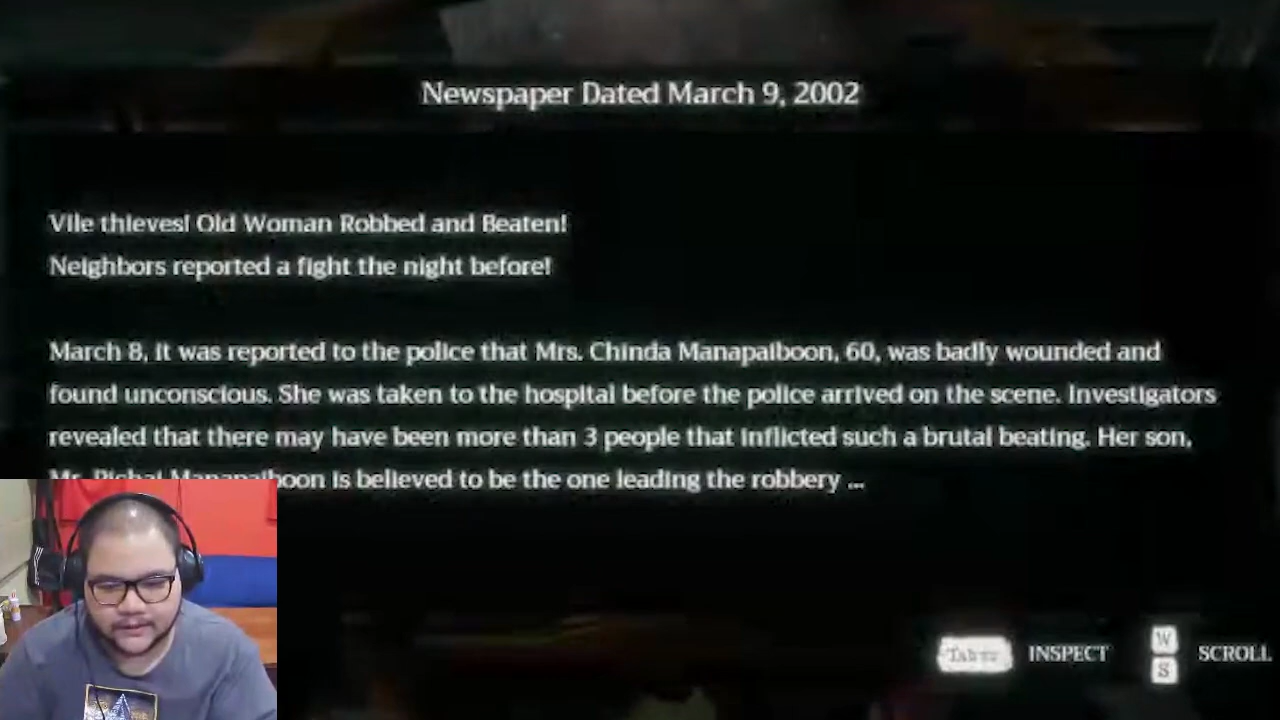 Newspaper Dated March 9, 2002
Vile thieves! Old Woman Robbed and Beaten!
Neighbors reported a fight the night before!
March 8, it was reported to the police that Mrs. Chinda Manapaiboon, 60, was badly wounded and
found unconscious. She was taken to the hospital before the police arrived on the scene. Investigators
revealed that there may have been more than 3 people that inflicted such a brutal beating. Her son,
Mr. Pichai Manapaiboon is believed to be the one leading the robbery ...
INSPECT
W
S
SCROLL